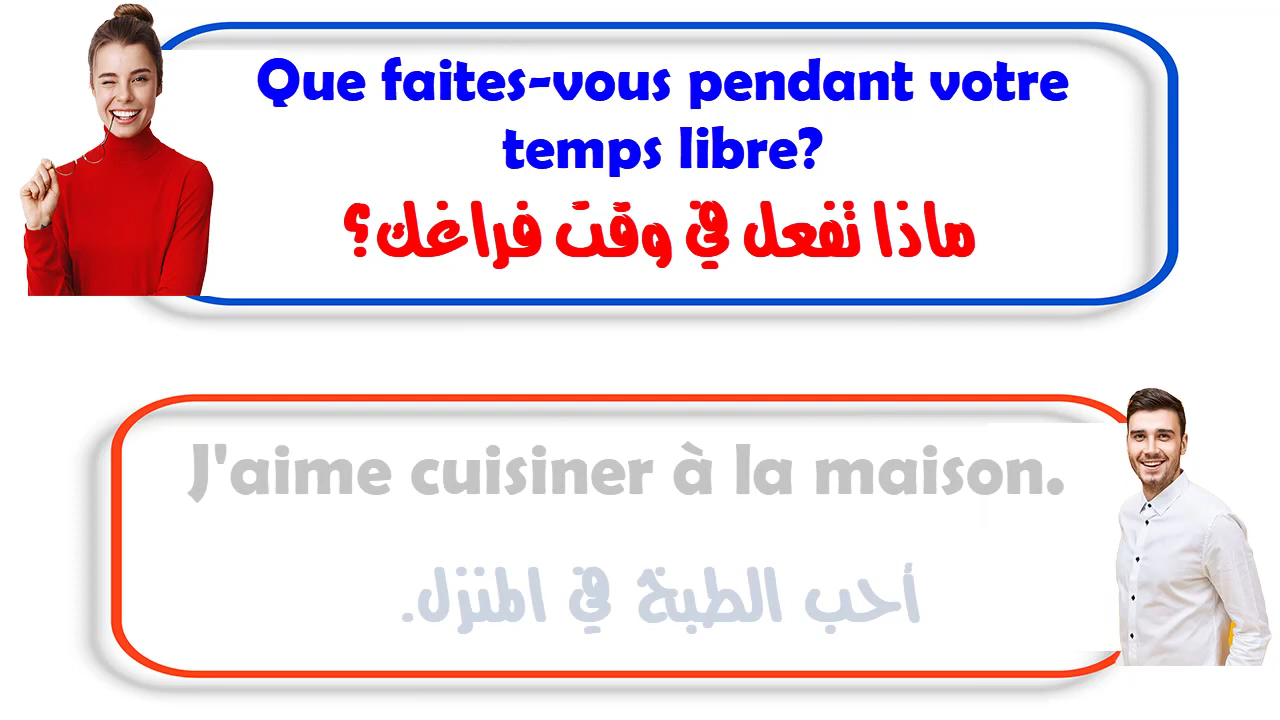 Que faites-vous pendant votre
temps libre?
ماذا تفعل في وقت فراغك؟
J'aime cuisiner à la maison.
أحب الطبخ في المنزل.